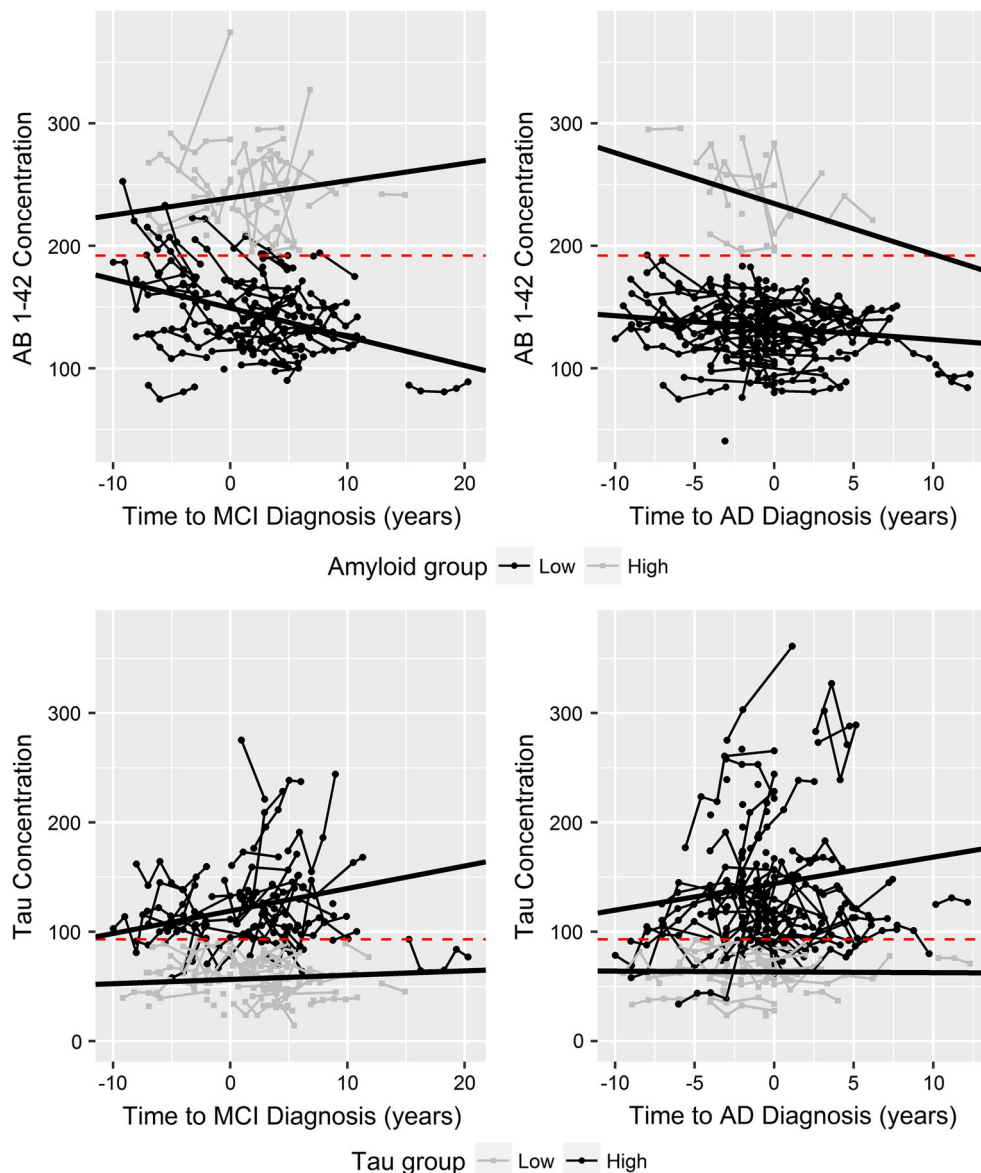 300
200
100
AB 1-42 Concentration
-10 0 10 20
Time to MCI Diagnosis (years)
300
200
100
AB 1-42 Concentration
-10 -5 0 5 10
Time to AD Diagnosis (years)
Amyloid group Low High
300
200
100
0
Tau Concentration
-10 0 10 20
Time to MCI Diagnosis (years)
300
200
100
0
Tau Concentration
-10 -5 0 5 10
Time to AD Diagnosis (years)
Tau group Low High